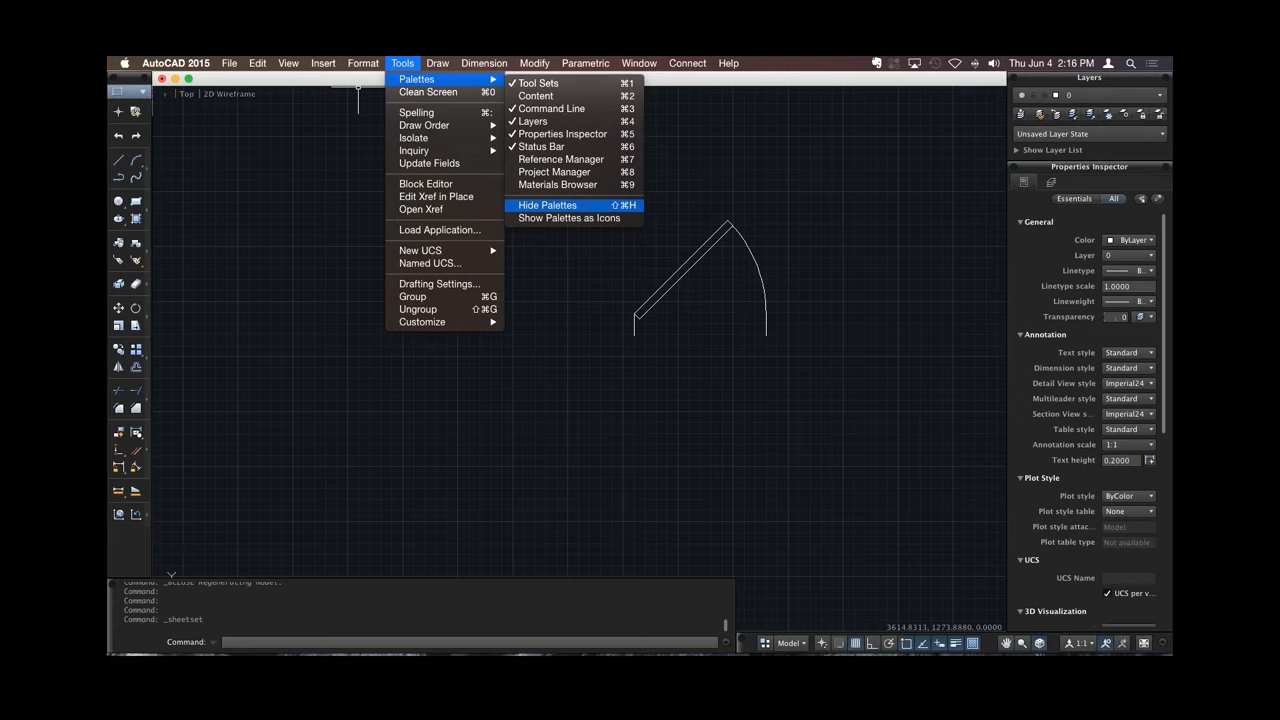 AutoCAD 2015 File Edit View Insert Format Tools Draw Dimension Modify Parametric Window Connect Help Thu Jun 4 2:16 PM
+ | Top | 2D Wireframe
Palettes
Clean Screen ⌘0
Spelling ⌘:
Draw Order
Isolate
Inquiry
Update Fields
Block Editor
Edit Xref in Place
Open Xref
Load Application...
New UCS
Named UCS...
Drafting Settings...
Group ⌘G
Ungroup ⇧⌘G
Customize
✓ Tool Sets ⌘1
Content ⌘2
✓ Command Line ⌘3
✓ Layers ⌘4
✓ Properties Inspector ⌘5
✓ Status Bar ⌘6
Reference Manager ⌘7
Project Manager ⌘8
Materials Browser ⌘9
Hide Palettes ⇧⌘H
Show Palettes as Icons
Layers
0
Unsaved Layer State
Show Layer List
Properties Inspector
Essentials All
General
Color ByLayer
Layer 0
Linetype B...
Linetype scale 1.0000
Lineweight B...
Transparency 0
Annotation
Text style Standard
Dimension style Standard
Detail View style Imperial24
Multileader style Standard
Section View s... Imperial24
Table style Standard
Annotation scale 1:1
Text height 0.2000
Plot Style
Plot style ByColor
Plot style table None
Plot style attac... Model
Plot table type Not available
UCS
UCS Name
UCS per v...
3D Visualization
Y
Command: _BCLOSE Regenerating model.
Command:
Command:
Command: _sheetset
3614.8313, 1273.8880, 0.0000
Command:
Model 1:1